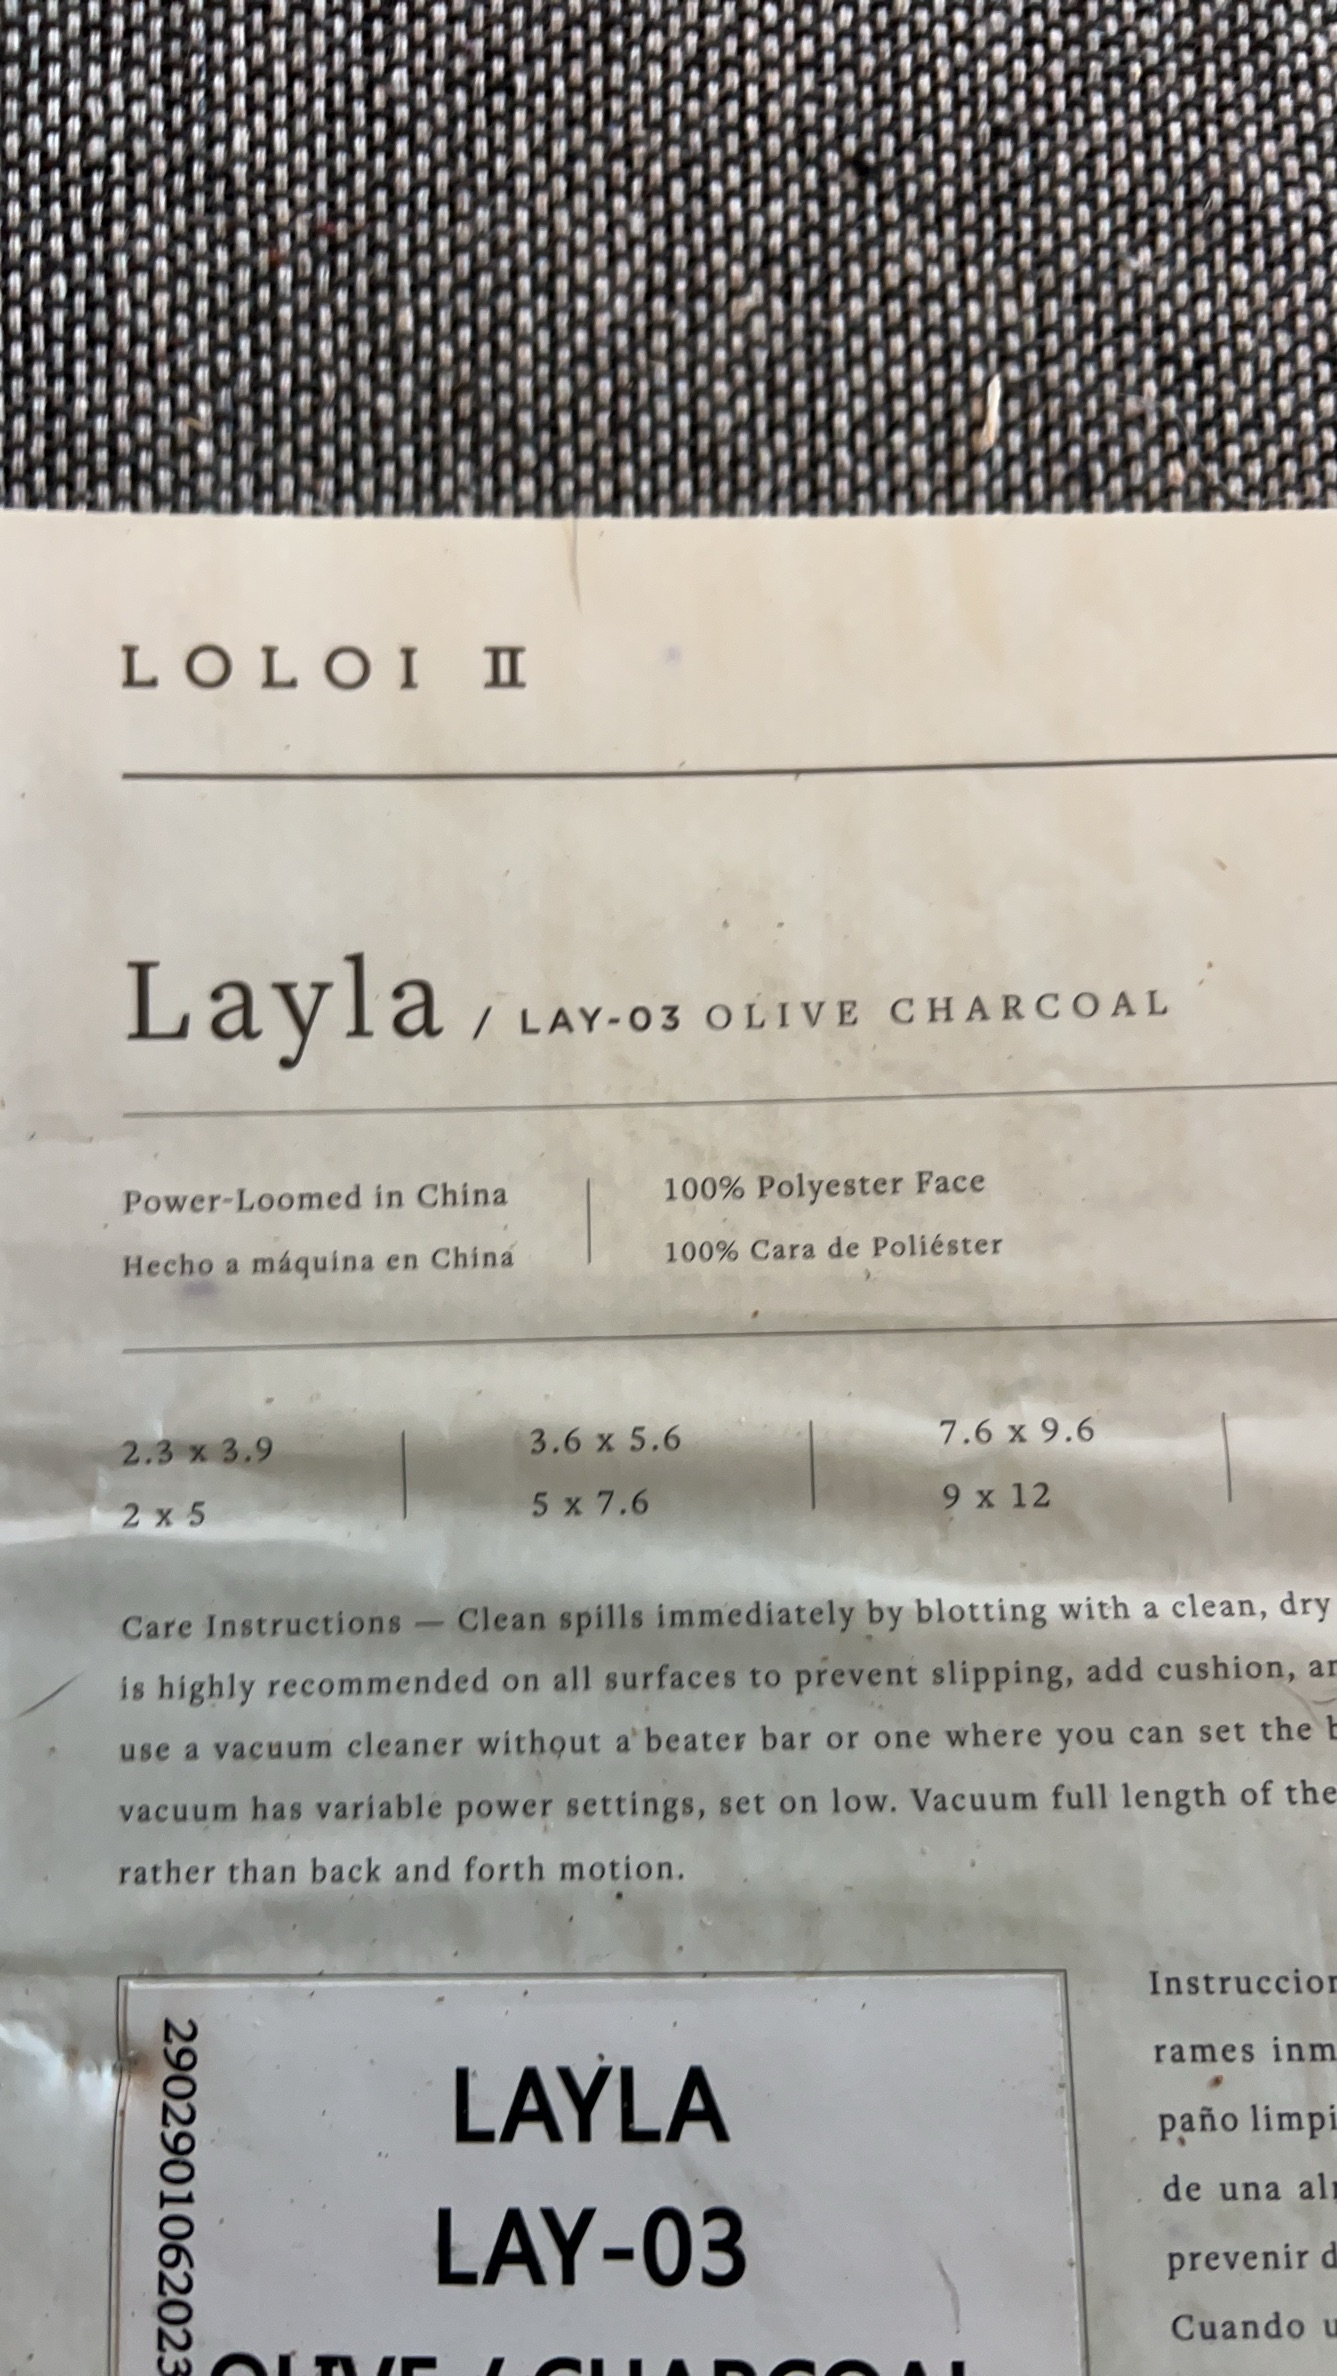 LOLOI II
Layla / LAY-03 OLIVE CHARCOAL
Power-Loomed in China
Hecho a máquina en China
100% Polyester Face
100% Cara de Poliéster
2.3 x 3.9
2 x 5
3.6 x 5.6
5 x 7.6
7.6 x 9.6
9 x 12
Care Instructions — Clean spills immediately by blotting with a clean, dry
is highly recommended on all surfaces to prevent slipping, add cushion,
use a vacuum cleaner without a beater bar or one where you can set the
vacuum has variable power settings, set on low. Vacuum full length of the
rather than back and forth motion.
2902901062023
LAYLA
LAY-03
OLIVE / CHARCOAL
rames
paño
de una
prevenir
Cuando